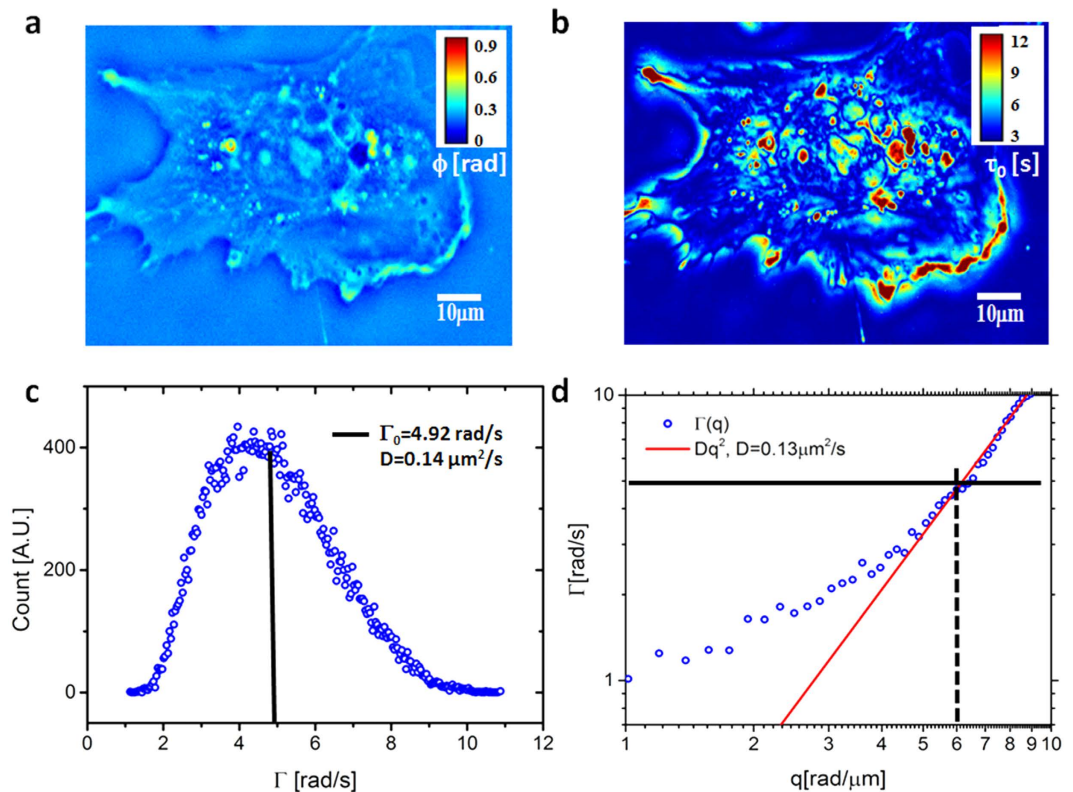 a
0.9
0.6
0.3
0
ϕ [rad]
10μm
b
12
9
6
3
τ₀ [s]
10μm
c
Γ₀=4.92 rad/s
D=0.14 μm²/s
400
200
0
Count [A.U.]
0 2 4 6 8 10 12
Γ [rad/s]
d
Γ(q)
Dq², D=0.13μm²/s
10
1
Γ[rad/s]
1 2 3 4 5 6 7 8 9 10
q[rad/μm]